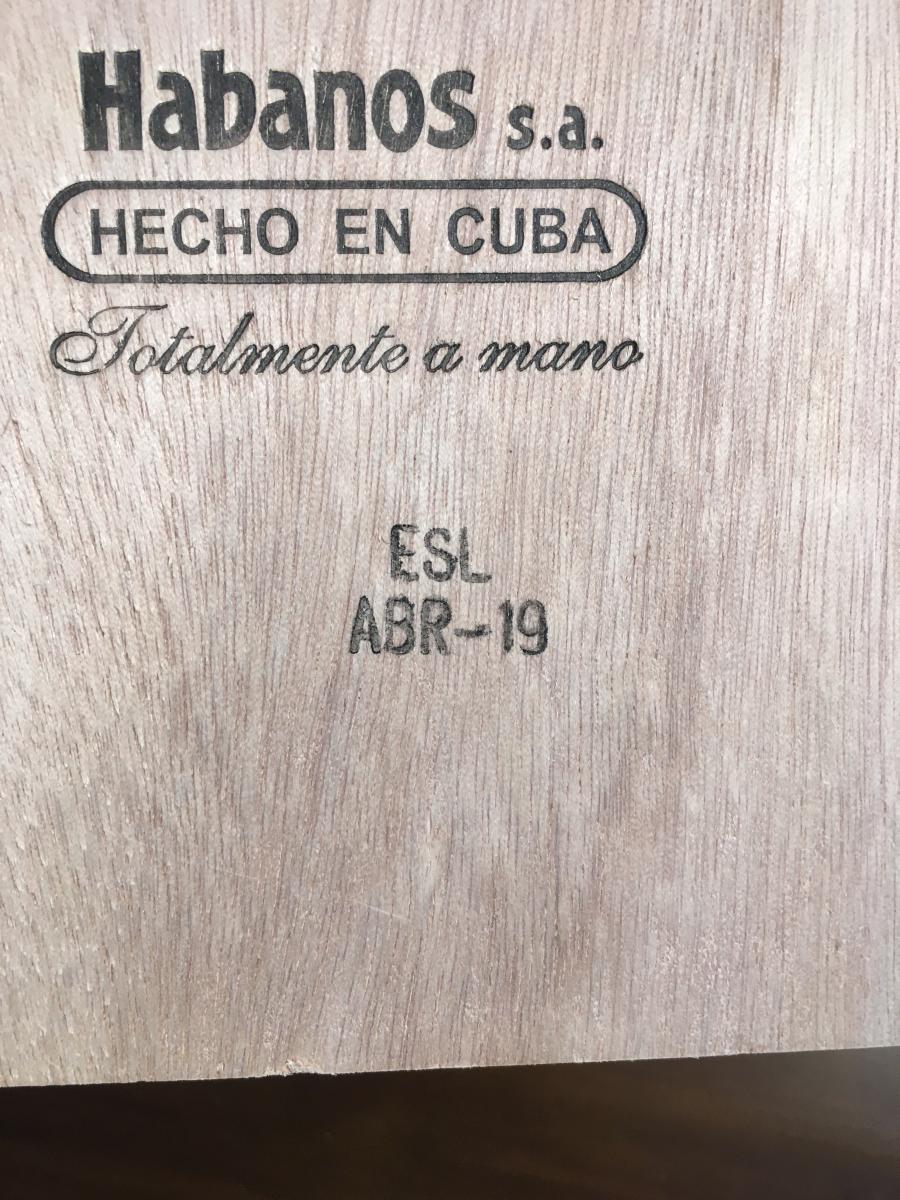 Habanos s.a.
HECHO EN CUBA
Totalmente a mano
ESL
ABR-19